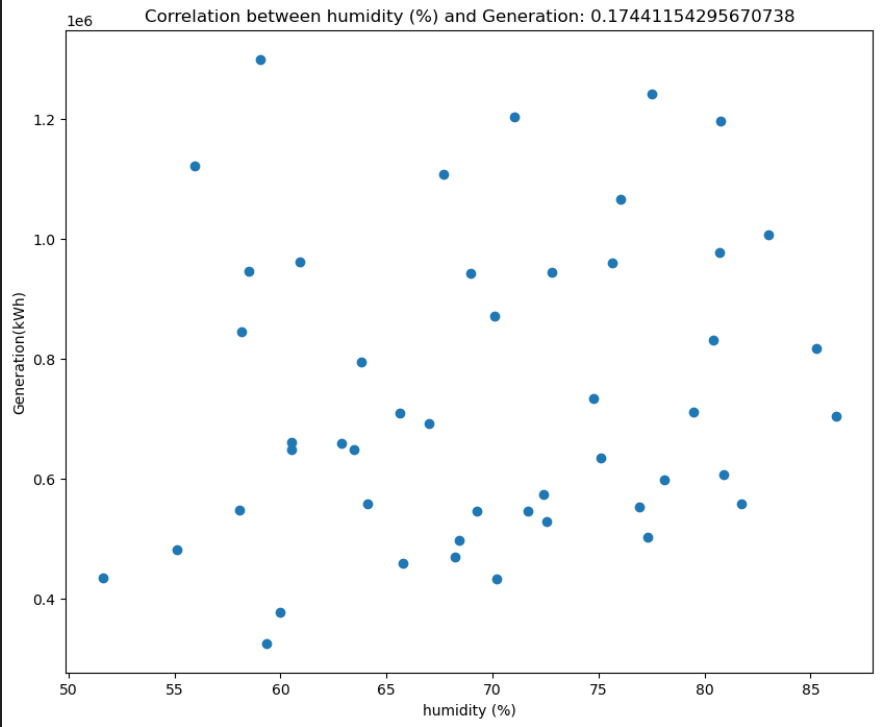 Correlation between humidity (%) and Generation: 0.17441154295670738
1e6
1.2
1.0
0.8
0.6
0.4
Generation(kWh)
50 55 60 65 70 75 80 85
humidity (%)